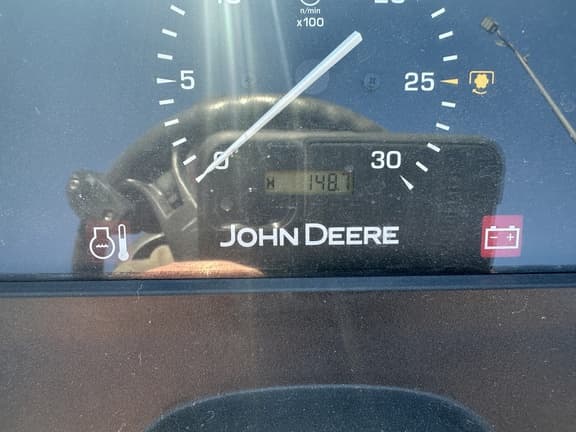 n/min
x100
5
25
0
30
148.7
JOHN DEERE
- +